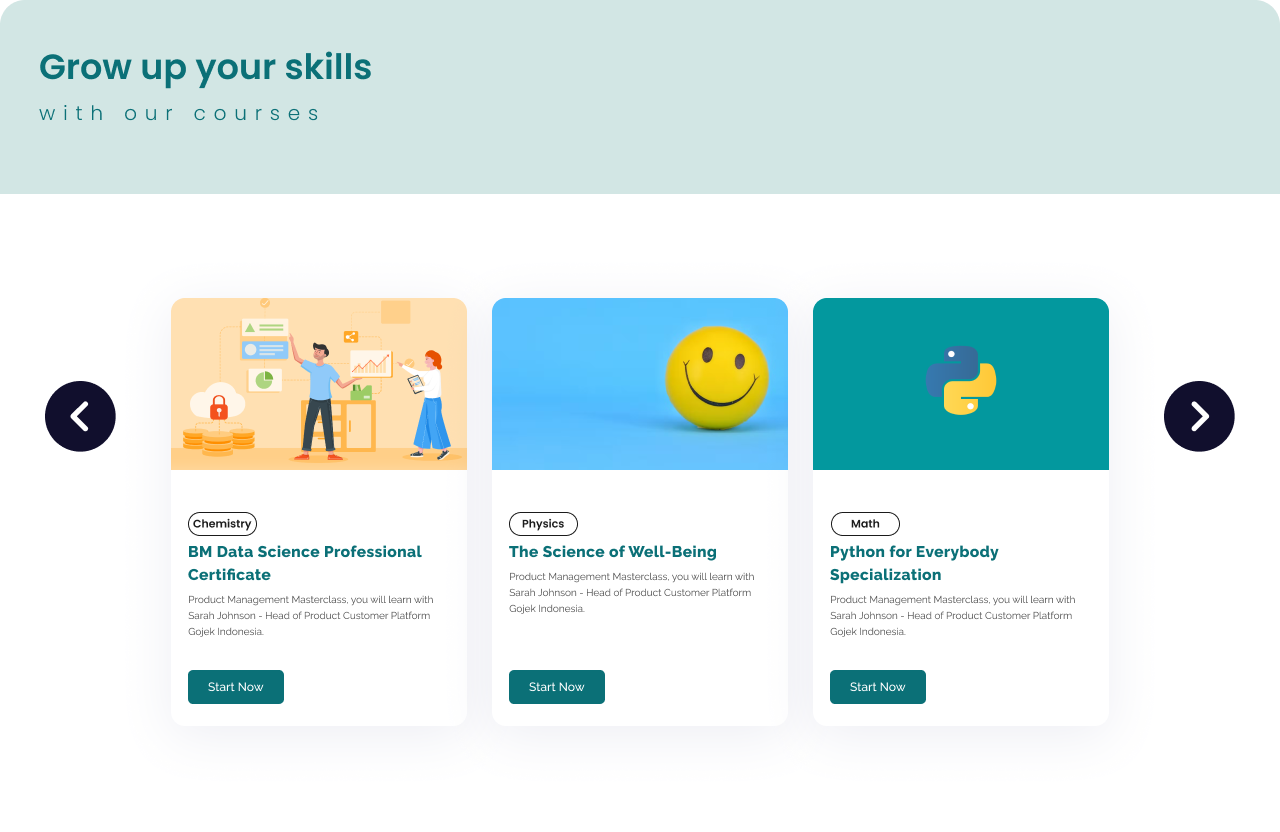 Grow up your skills
with our courses
Chemistry
BM Data Science Professional
Certificate
Product Management Masterclass, you will learn with
Sarah Johnson - Head of Product Customer Platform
Gojek Indonesia.
Start Now
Physics
The Science of Well-Being
Product Management Masterclass, you will learn with
Sarah Johnson - Head of Product Customer Platform
Gojek Indonesia.
Start Now
Math
Python for Everybody
Specialization
Product Management Masterclass, you will learn with
Sarah Johnson - Head of Product Customer Platform
Gojek Indonesia.
Start Now